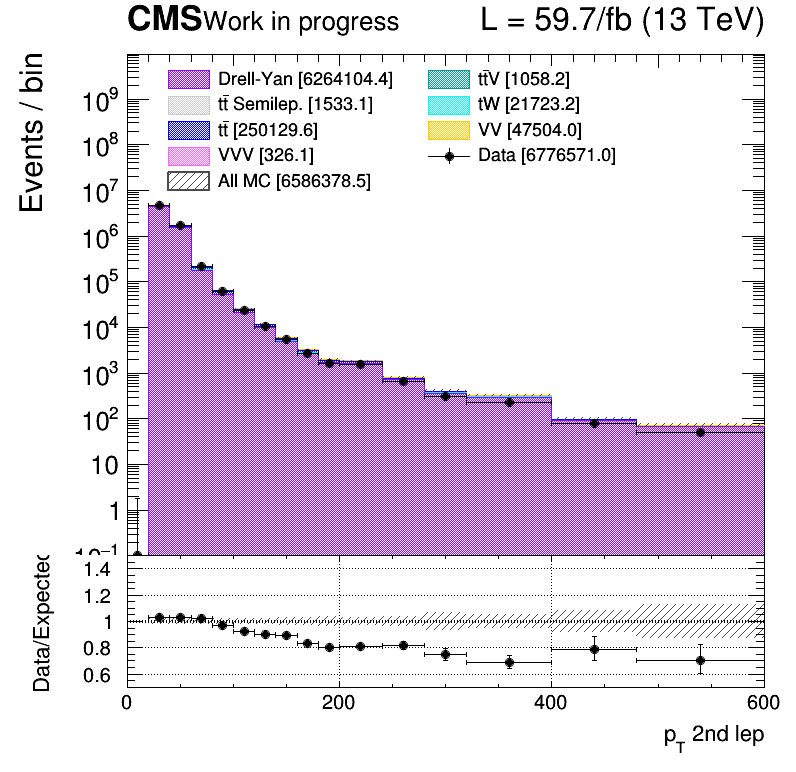 CMS Work in progress L = 59.7/fb (13 TeV)
Events / bin
Drell-Yan [6264104.4]
tt̄ Semilep. [1533.1]
tt̄ [250129.6]
VVV [326.1]
All MC [6586378.5]
tt̄V [1058.2]
tW [21723.2]
VV [47504.0]
Data [6776571.0]
10⁹
10⁸
10⁷
10⁶
10⁵
10⁴
10³
10²
10
1
10⁻¹
Data/Expected
1.4
1.2
1
0.8
0.6
0 200 400 600
p_T 2nd lep